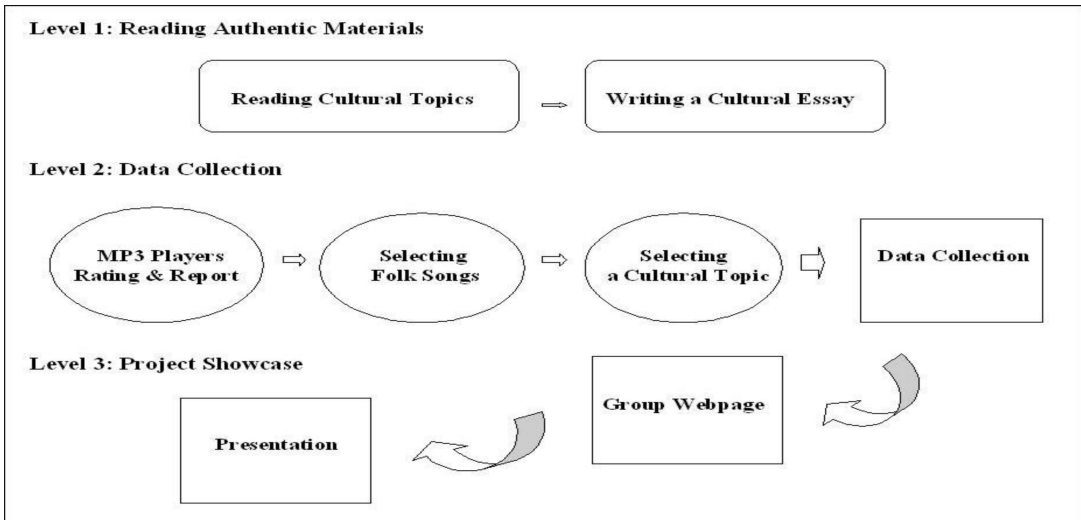 Level 1: Reading Authentic Materials
Reading Cultural Topics
Writing a Cultural Essay
Level 2: Data Collection
MP3 Players
Rating & Report
Selecting
Folk Songs
Selecting
a Cultural Topic
Data Collection
Level 3: Project Showcase
Group Webpage
Presentation